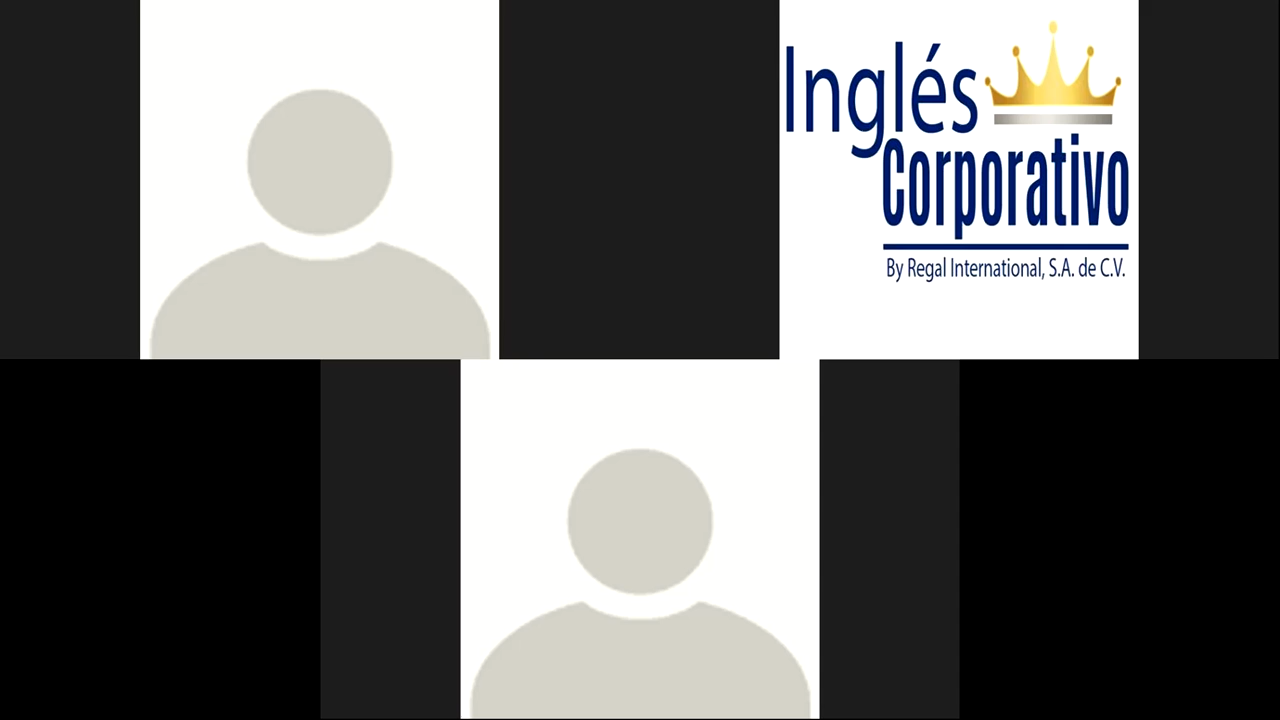 Inglés
Corporativo
By Regal International, S.A. de C.V.